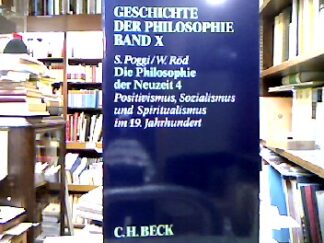 GESCHICHTE
DER PHILOSOPHIE
BAND X
S. Poggi/W. Röd
Die Philosophie
der Neuzeit 4
Positivismus, Sozialismus
und Spiritualismus
im 19. Jahrhundert
C.H. BECK